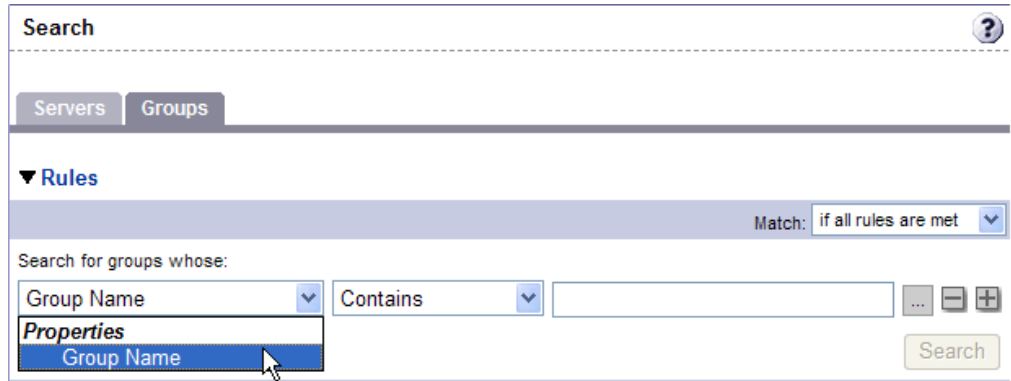 Search
?
Servers Groups
Rules
Match: if all rules are met
Search for groups whose:
Group Name Contains ...
Properties
Group Name
Search